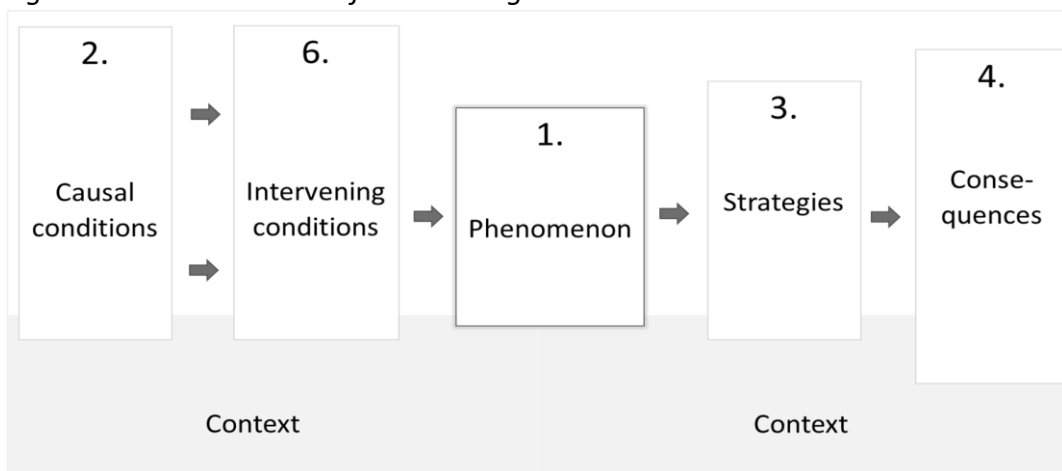 2.
Causal
conditions
6.
Intervening
conditions
1.
Phenomenon
3.
Strategies
4.
Conse-
quences
Context
Context